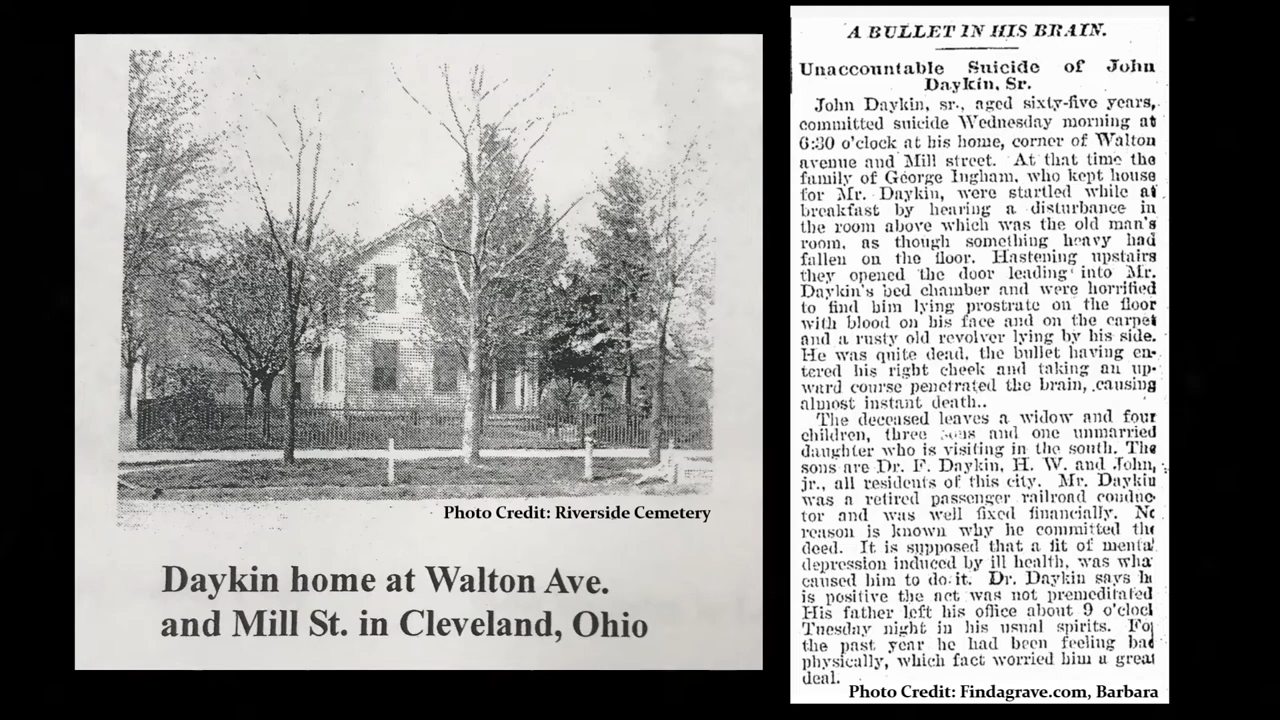 Photo Credit: Riverside Cemetery
Daykin home at Walton Ave.
and Mill St. in Cleveland, Ohio
A BULLET IN HIS BRAIN.
Unaccountable Suicide of John
Daykin, Sr.
John Daykin, sr., aged sixty-five years,
committed suicide Wednesday morning at
6:30 o'clock at his home, corner of Walton
avenue and Mill street. At that time the
family of George Ingham, who kept house
for Mr. Daykin, were startled while at
breakfast by hearing a disturbance in
the room above which was the old man's
room, as though something heavy had
fallen on the floor. Hastening upstairs
they opened the door leading into Mr.
Daykin's bed chamber and were horrified
to find him lying prostrate on the floor
with blood on his face and on the carpet
and a rusty old revolver lying by his side.
He was quite dead, the bullet having en-
tered his right cheek and taking an up-
ward course penetrated the brain, causing
almost instant death..
The deceased leaves a widow and four
children, three and one unmarried
daughter who is visiting in the south. The
sons are Dr. F. Daykin, H. W. and John,
jr., all residents of this city. Mr. Daykin
was a retired passenger railroad conduc-
tor and was well fixed financially. No
reason is known why he committed the
deed. It is supposed that a fit of mental
depression induced by ill health, was what
caused him to do it. Dr. Daykin says he
is positive the act was not premeditated
His father left his office about 9 o'clock
Tuesday night in his usual spirits. For
the past year he had been feeling bad
physically, which fact worried him a great
deal.
Photo Credit: Findagrave.com, Barbara